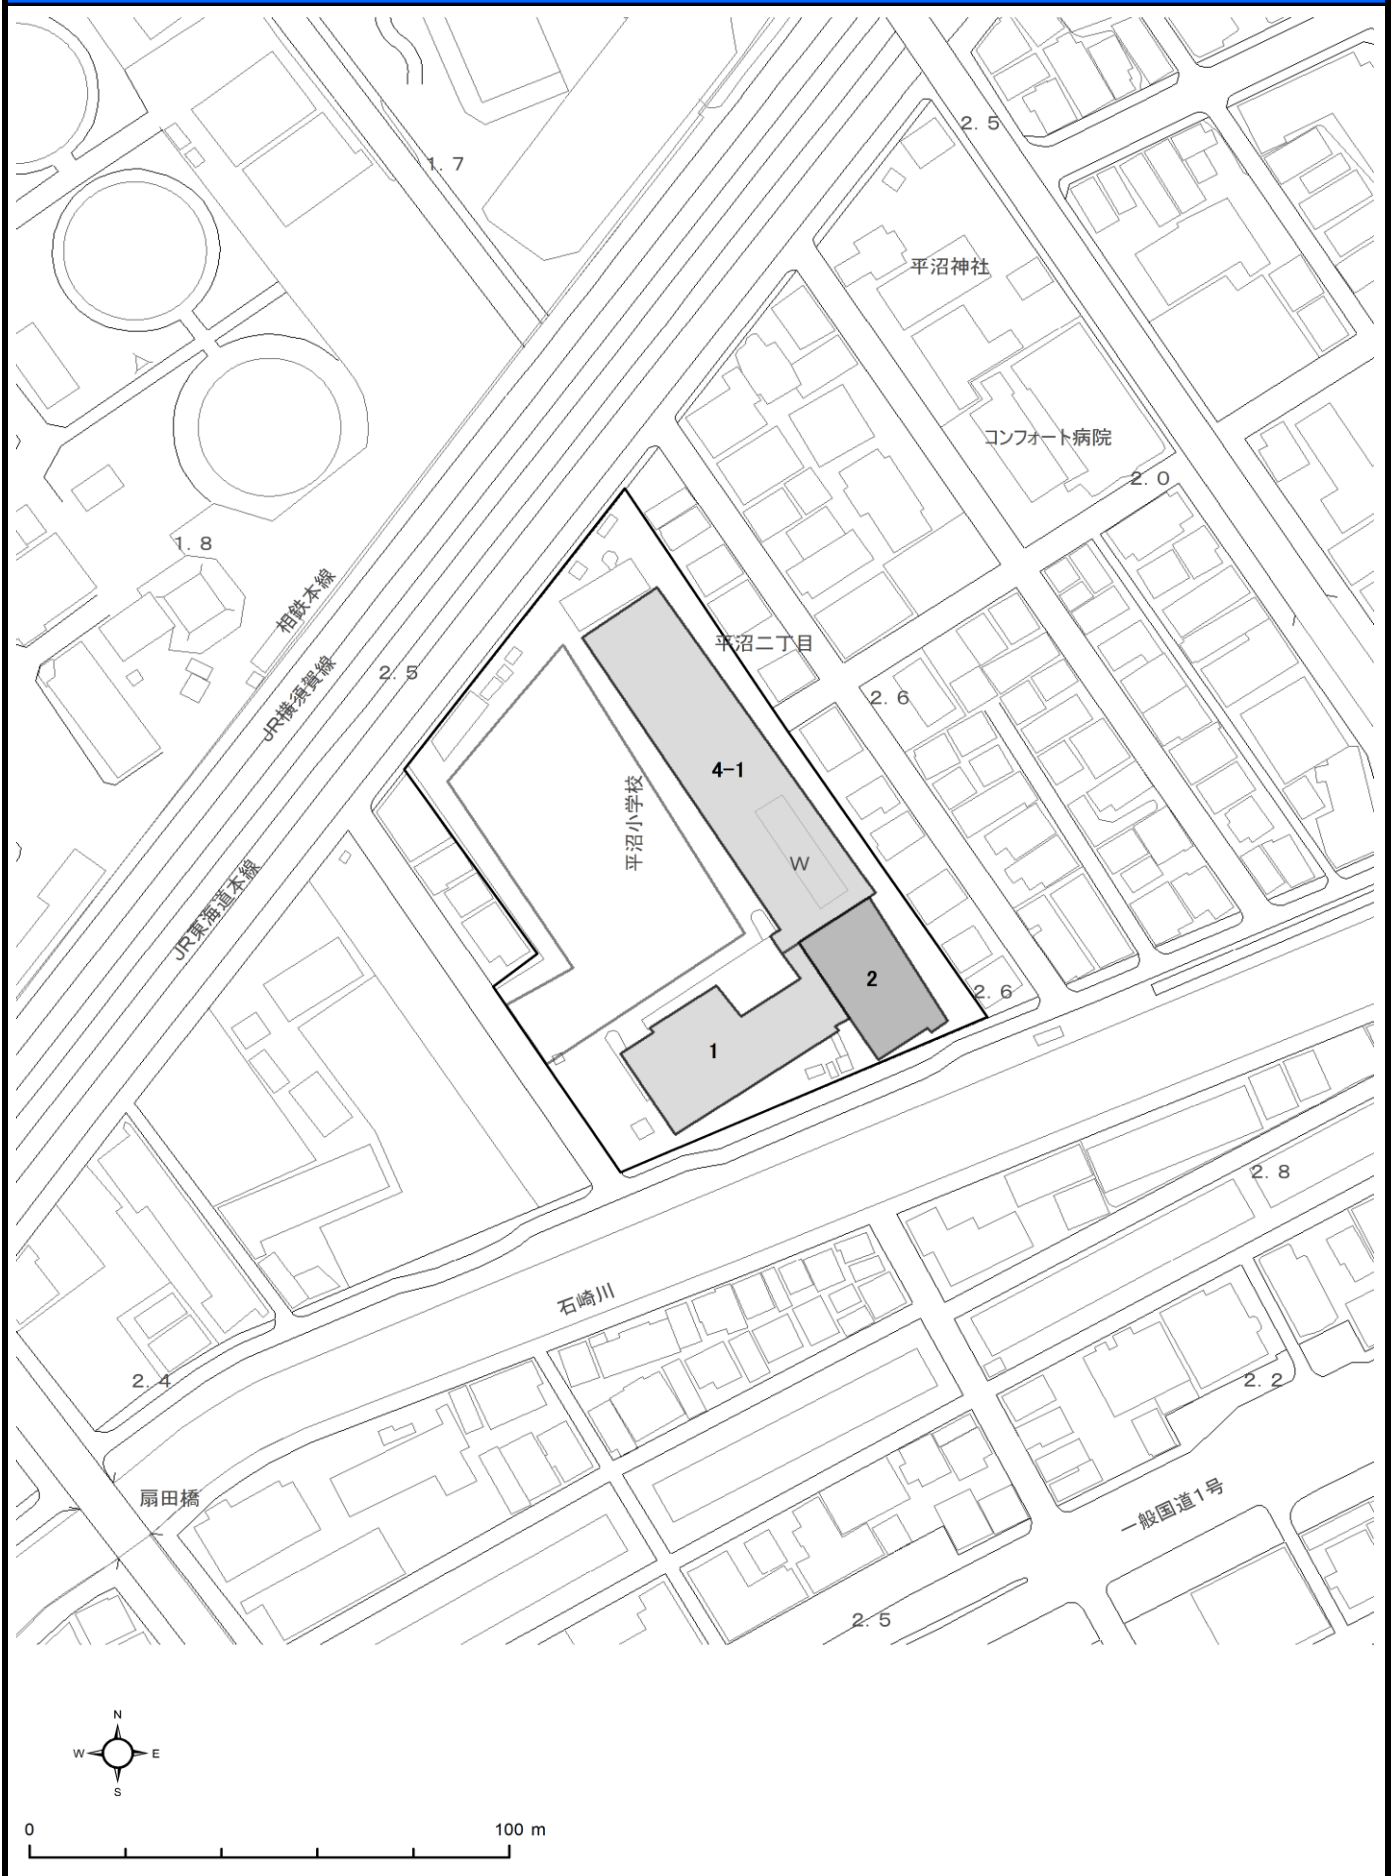 2. 5
1. 7
平沼神社
コンフォート病院
2. 0
1. 8
相鉄本線
平沼二丁目
JR横須賀線
2. 5
2. 6
4-1
平沼小学校
W
JR東海道本線
2
2. 6
1
2. 8
石崎川
2. 4
2. 2
扇田橋
一般国道1号
2. 5
N
W E
S
0 100 m